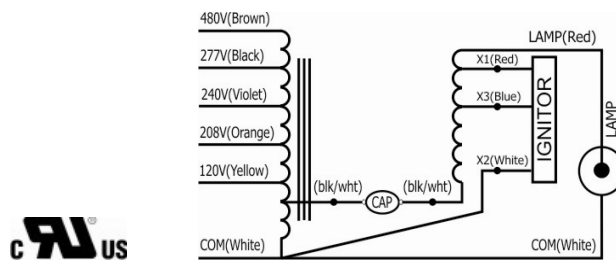 480V(Brown)
277V(Black)
240V(Violet)
208V(Orange)
120V(Yellow)
COM(White)
(blk/wht)
CAP
(blk/wht)
LAMP(Red)
X1(Red)
X3(Blue)
X2(White)
IGNITOR
LAMP
COM(White)
C RU US
®